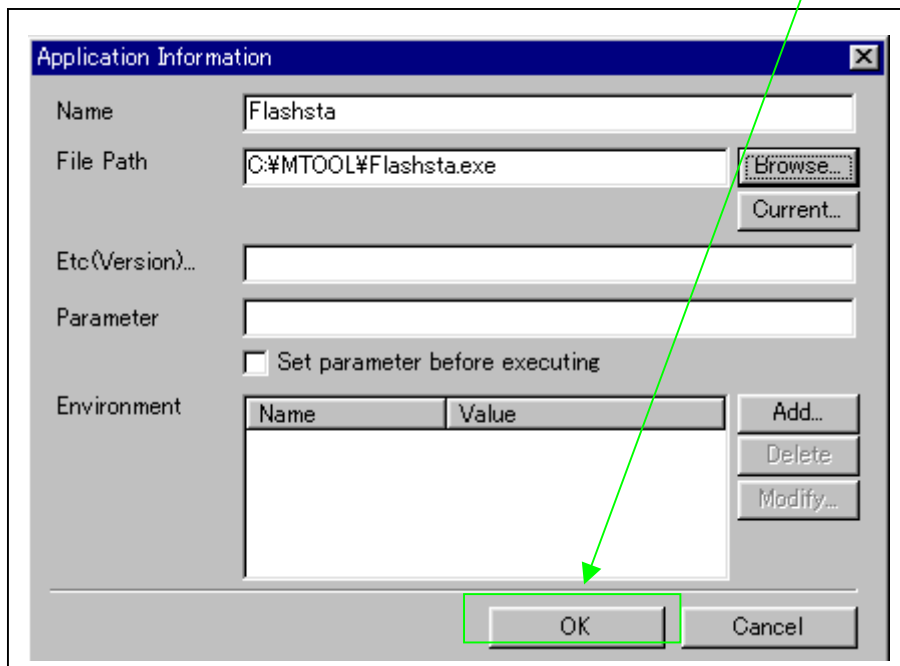 Application Information
Name Flashsta
File Path C:¥MTOOL¥Flashsta.exe Browse...
Current...
Etc(Version)...
Parameter
Set parameter before executing
Environment Name Value Add...
Delete
Modify...
OK Cancel